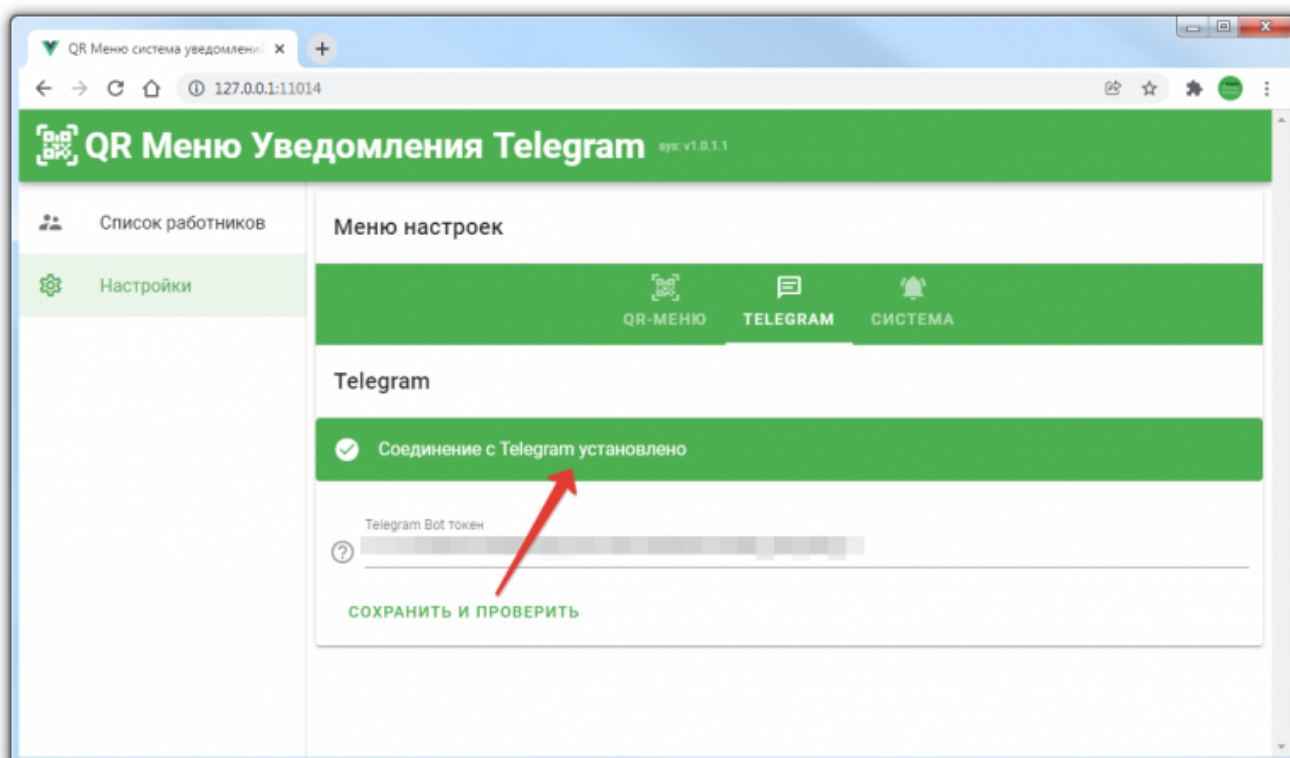 QR Меню система уведомлени
127.0.0.1:11014
QR Меню Уведомления Telegram sys: v1.0.1.1
Список работников
Настройки
Меню настроек
QR-МЕНЮ TELEGRAM СИСТЕМА
Telegram
Соединение с Telegram установлено
Telegram Bot токен
СОХРАНИТЬ И ПРОВЕРИТЬ